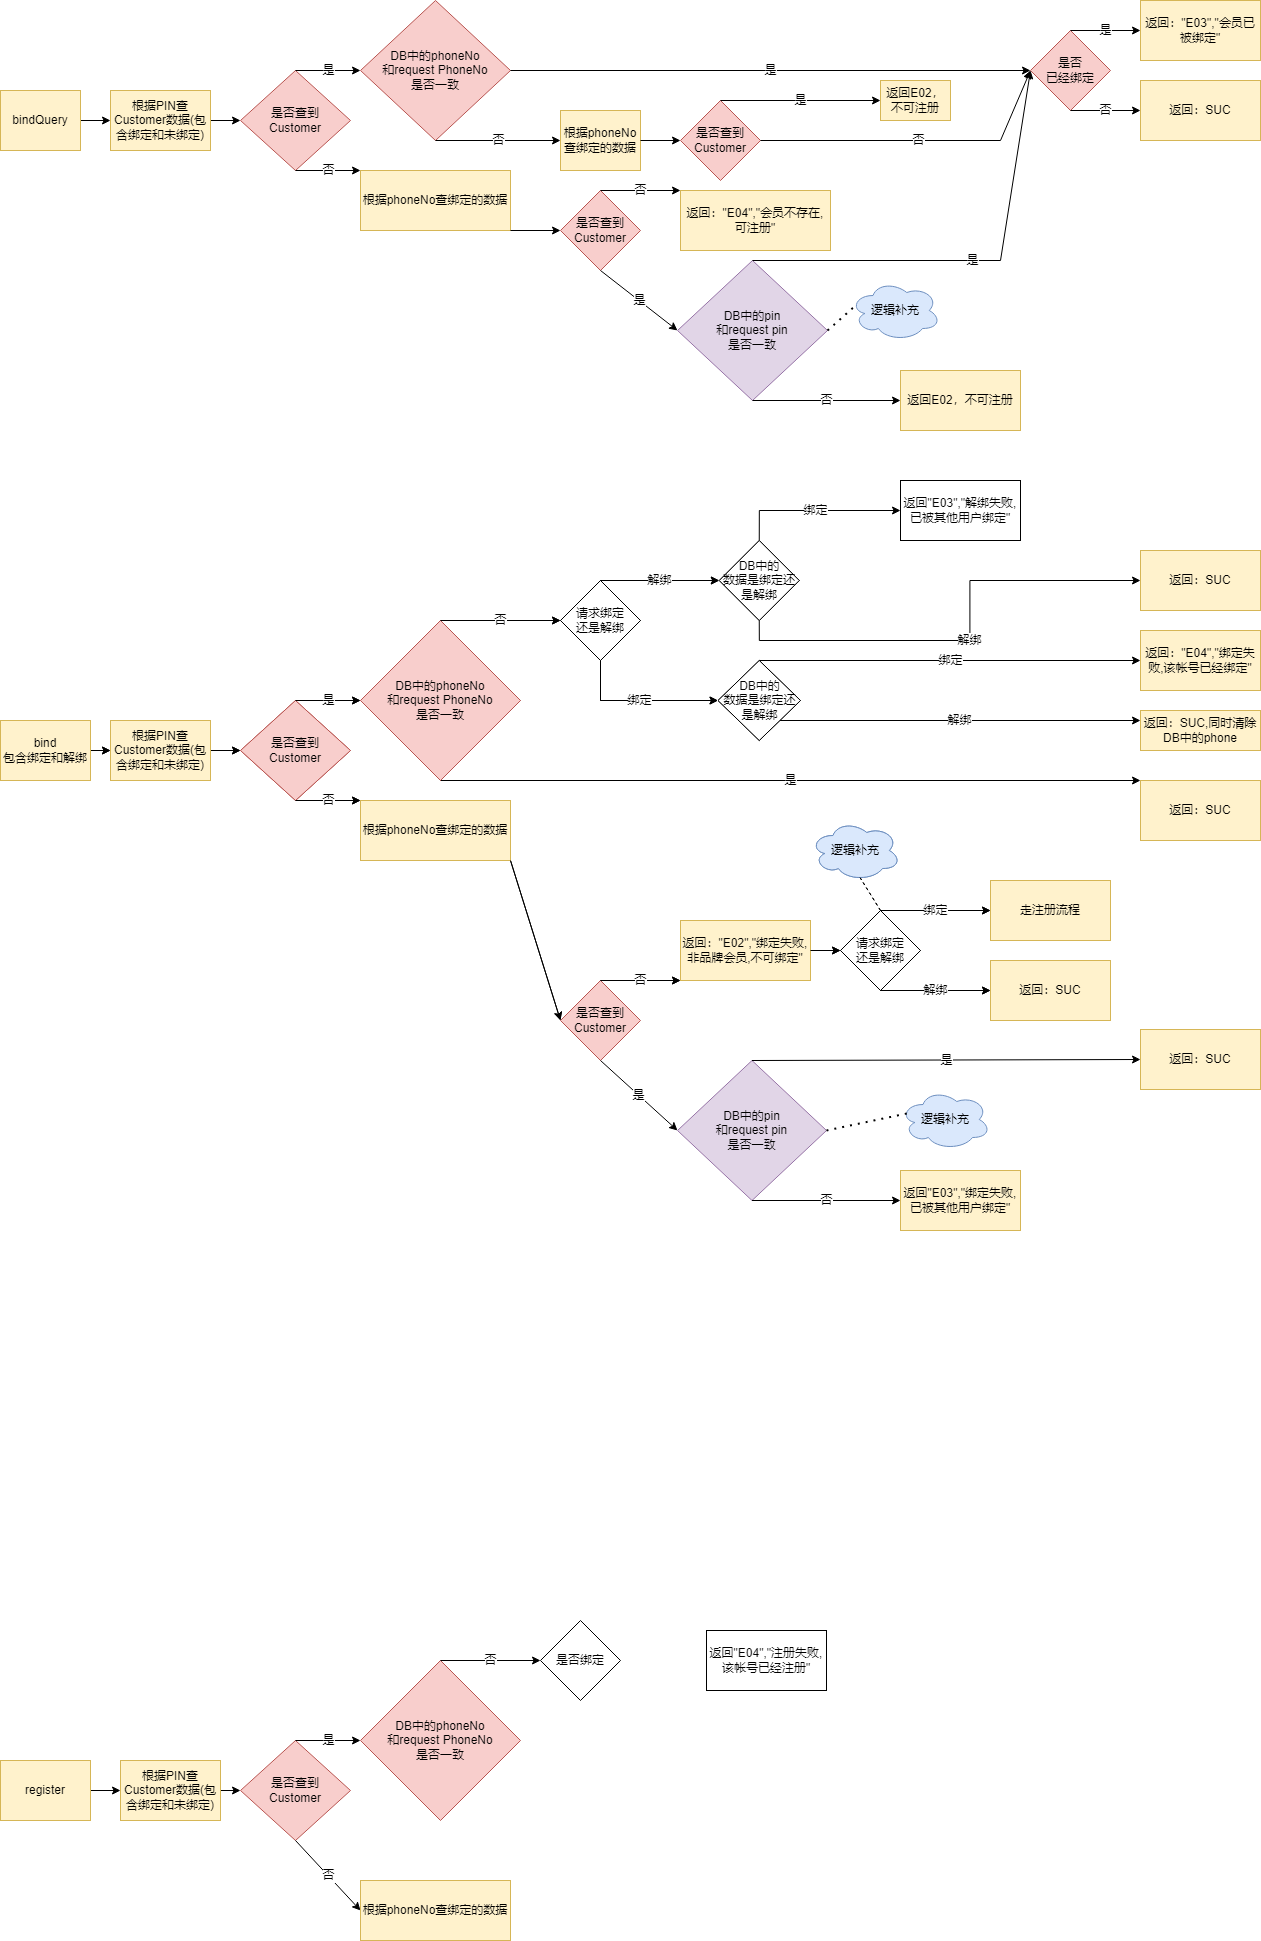 bindQuery
根据PIN查
Customer数据(包
含绑定和未绑定)
是否查到
Customer
是
DB中的phoneNo
和request PhoneNo
是否一致
是
是否
已经绑定
是
返回："E03","会员已
被绑定"
否
返回：SUC
否
根据phoneNo
查绑定的数据
是否查到
Customer
是
返回E02，
不可注册
否
否
根据phoneNo查绑定的数据
是否查到
Customer
否
返回："E04","会员不存在,
可注册"
是
DB中的pin
和request pin
是否一致
是
逻辑补充
否
返回E02，不可注册
bind
包含绑定和解绑
根据PIN查
Customer数据(包
含绑定和未绑定)
是否查到
Customer
是
DB中的phoneNo
和request PhoneNo
是否一致
否
请求绑定
还是解绑
解绑
DB中的
数据是绑定还
是解绑
绑定
返回"E03","解绑失败,
已被其他用户绑定"
解绑
返回：SUC
绑定
DB中的
数据是绑定还
是解绑
绑定
返回："E04","绑定失
败,该帐号已经绑定"
解绑
返回：SUC,同时清除
DB中的phone
是
返回：SUC
否
根据phoneNo查绑定的数据
是否查到
Customer
否
返回："E02","绑定失败,
非品牌会员,不可绑定"
请求绑定
还是解绑
逻辑补充
绑定
走注册流程
解绑
返回：SUC
是
DB中的pin
和request pin
是否一致
是
返回：SUC
逻辑补充
否
返回"E03","绑定失败,
已被其他用户绑定"
register
根据PIN查
Customer数据(包
含绑定和未绑定)
是否查到
Customer
是
DB中的phoneNo
和request PhoneNo
是否一致
否
是否绑定
返回"E04","注册失败,
该帐号已经注册"
否
根据phoneNo查绑定的数据